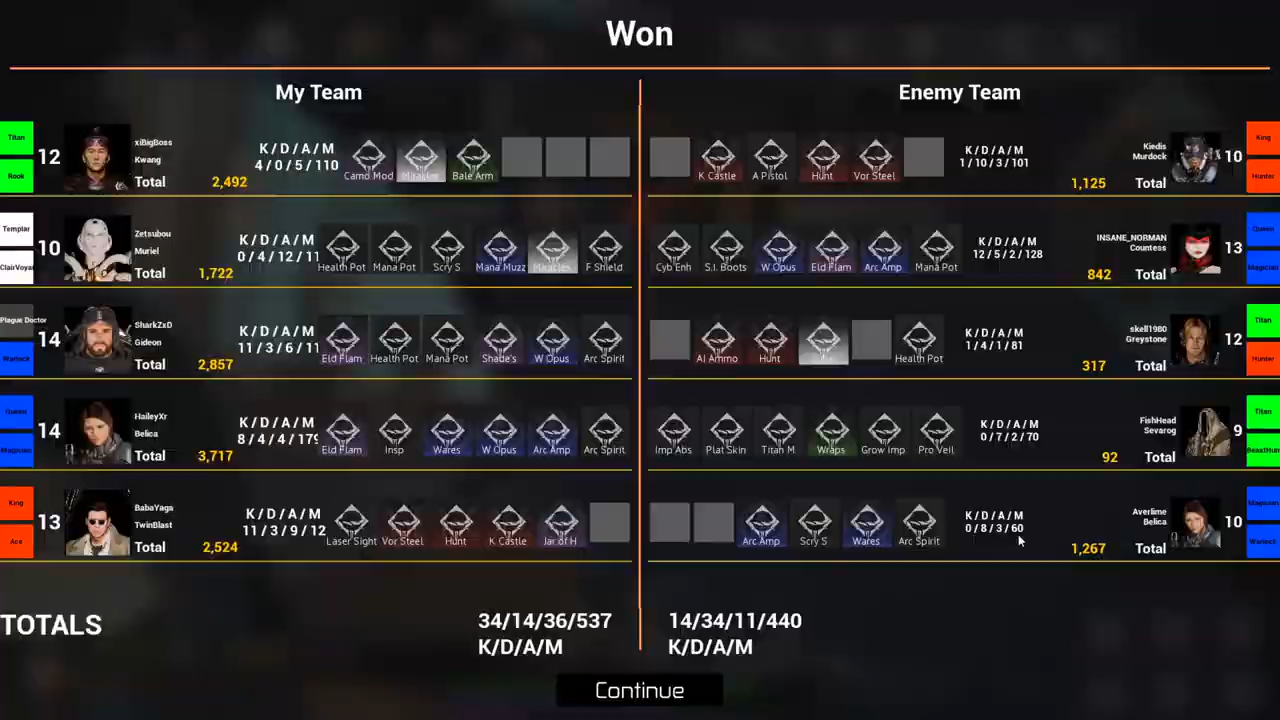 Won
My Team
Enemy Team
Titan
Rook
12
xiBigBoss
Kwang
Total 2,492
K/D/A/M
4/0/5/110
Camo Mod Miracles Bale Arm
K Castle A Pistol Hunt Vor Steel
K/D/A/M
1/10/3/101
1,125 Total
Kiedis
Murdock
10
King
Hunter
Templar
ClairVoya
10
Zetsubou
Muriel
Total 1,722
K/D/A/M
0/4/12/11
Health Pot Mana Pot Scry S Mana Muzz Miracles F Shield
Cyb Enh S.I. Boots W Opus Eld Flam Arc Amp Mana Pot
K/D/A/M
12/5/2/128
842 Total
INSANE_NORMAN
Countess
13
Queen
Magician
Plague Doctor
Warlock
14
SharkZxD
Gideon
Total 2,857
K/D/A/M
11/3/6/11
Eld Flam Health Pot Mana Pot Shade's W Opus Arc Spirit
AI Ammo Hunt Health Pot
K/D/A/M
1/4/1/81
317 Total
skell1980
Greystone
12
Titan
Hunter
Queen
Magician
14
HaileyXr
Belica
Total 3,717
K/D/A/M
8/4/4/179
Eld Flam Insp Wares W Opus Arc Amp Arc Spirit
Imp Abs Plat Skin Titan M Wraps Grow Imp Pro Veil
K/D/A/M
0/7/2/70
92 Total
FishHead
Sevarog
9
Titan
BeastHun
King
Ace
13
BabaYaga
TwinBlast
Total 2,524
K/D/A/M
11/3/9/12
Laser Sight Vor Steel Hunt K Castle Jar of H
Arc Amp Scry S Wares Arc Spirit
K/D/A/M
0/8/3/60
1,267 Total
Averlime
Belica
10
Magician
Warlock
TOTALS
34/14/36/537
K/D/A/M
14/34/11/440
K/D/A/M
Continue